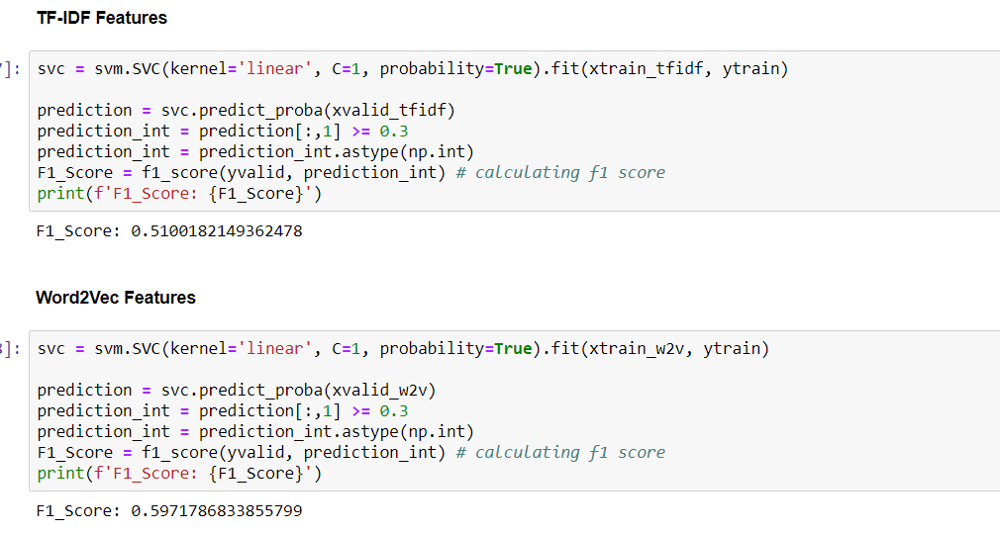 TF-IDF Features
]: svc = svm.SVC(kernel='linear', C=1, probability=True).fit(xtrain_tfidf, ytrain)
prediction = svc.predict_proba(xvalid_tfidf)
prediction_int = prediction[:,1] >= 0.3
prediction_int = prediction_int.astype(np.int)
F1_Score = f1_score(yvalid, prediction_int) # calculating f1 score
print(f'F1_Score: {F1_Score}')
F1_Score: 0.5100182149362478
Word2Vec Features
]: svc = svm.SVC(kernel='linear', C=1, probability=True).fit(xtrain_w2v, ytrain)
prediction = svc.predict_proba(xvalid_w2v)
prediction_int = prediction[:,1] >= 0.3
prediction_int = prediction_int.astype(np.int)
F1_Score = f1_score(yvalid, prediction_int) # calculating f1 score
print(f'F1_Score: {F1_Score}')
F1_Score: 0.5971786833855799